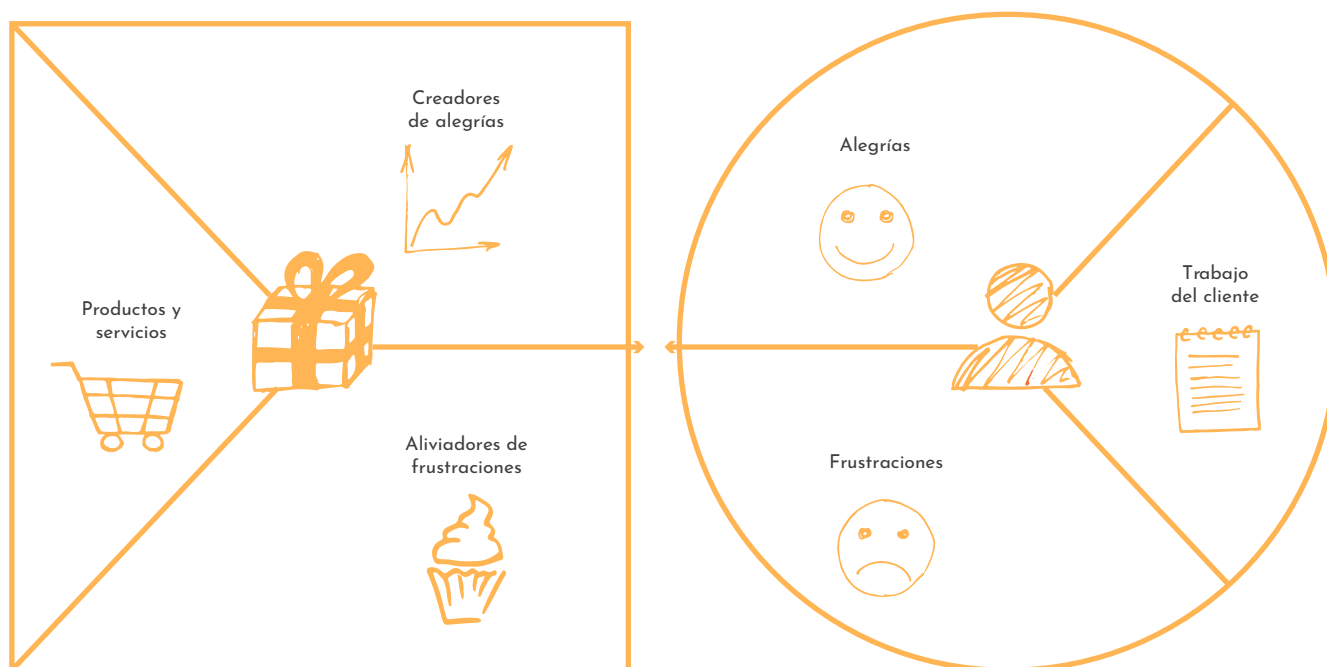 Creadores
de alegrías
Productos y
servicios
Aliviadores de
frustraciones
Alegrías
Trabajo
del cliente
Frustraciones